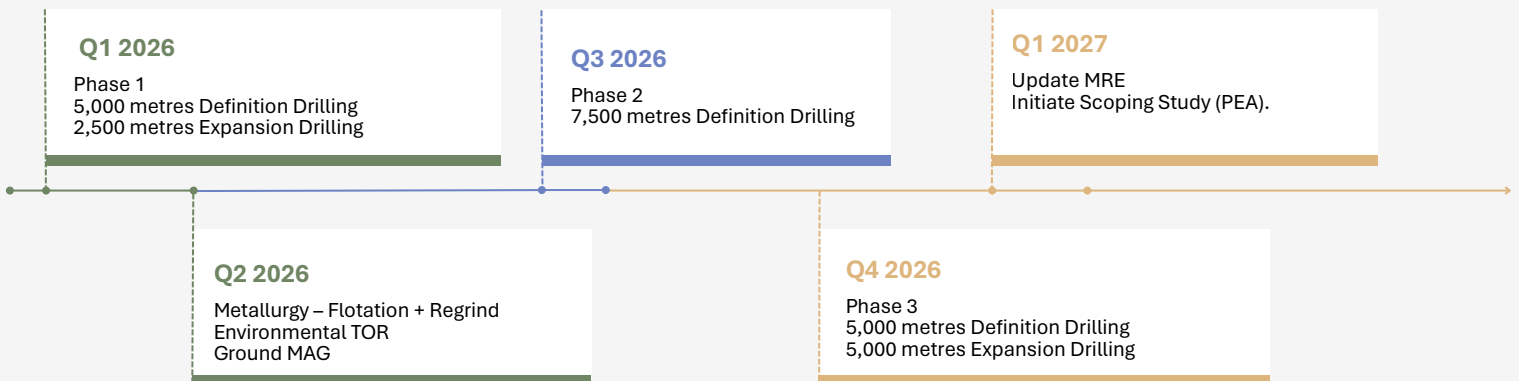 Q1 2026
Phase 1
5,000 metres Definition Drilling
2,500 metres Expansion Drilling
Q2 2026
Metallurgy – Flotation + Regrind
Environmental TOR
Ground MAG
Q3 2026
Phase 2
7,500 metres Definition Drilling
Q4 2026
Phase 3
5,000 metres Definition Drilling
5,000 metres Expansion Drilling
Q1 2027
Update MRE
Initiate Scoping Study (PEA).